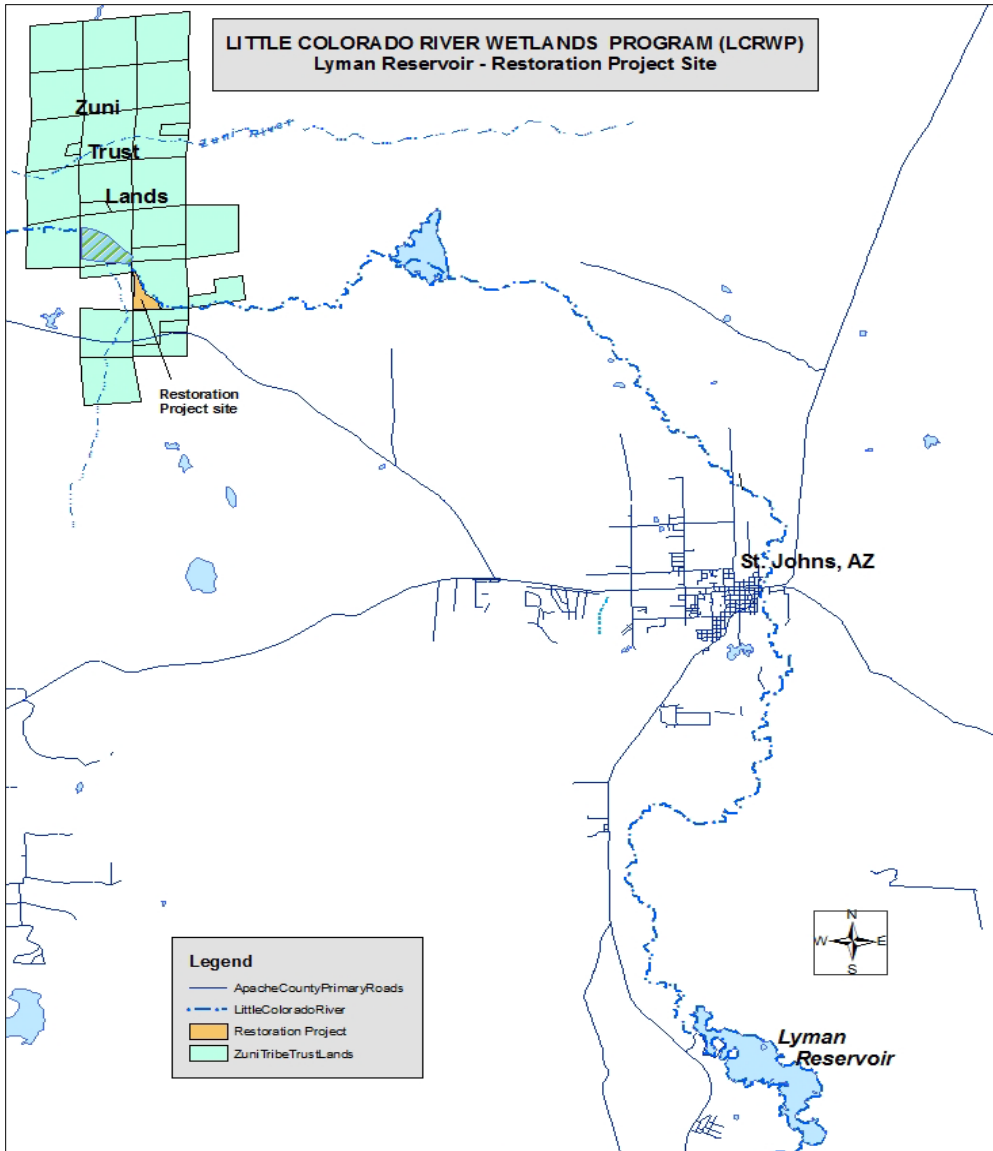 LITTLE COLORADO RIVER WETLANDS PROGRAM (LCRWP)
Lyman Reservoir - Restoration Project Site
Zuni
Zuni River
Trust
Lands
Restoration
Project site
St. Johns, AZ
N
W E
S
Legend
ApacheCountyPrimaryRoads
LittleColoradoRiver
Restoration Project
ZuniTribeTrustLands
Lyman
Reservoir